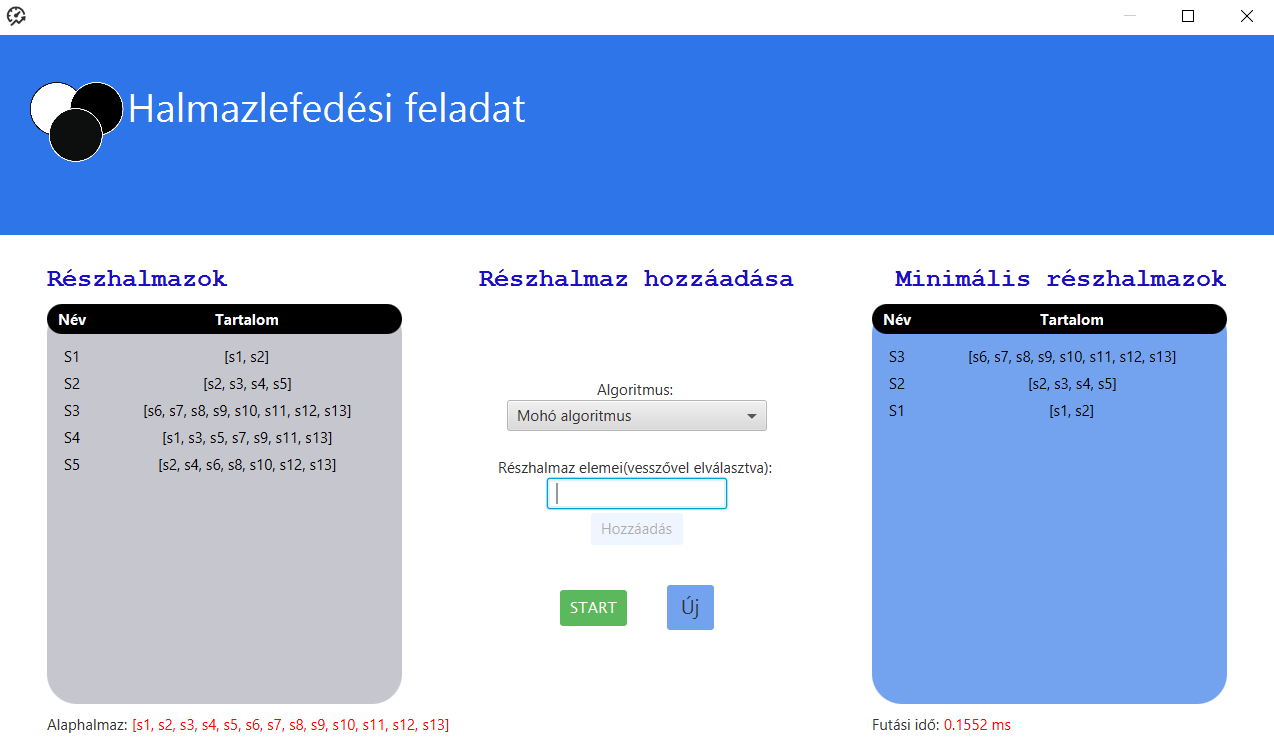 Halmazlefedési feladat
Részhalmazok
Név Tartalom
S1 [s1, s2]
S2 [s2, s3, s4, s5]
S3 [s6, s7, s8, s9, s10, s11, s12, s13]
S4 [s1, s3, s5, s7, s9, s11, s13]
S5 [s2, s4, s6, s8, s10, s12, s13]
Alaphalmaz: [s1, s2, s3, s4, s5, s6, s7, s8, s9, s10, s11, s12, s13]
Részhalmaz hozzáadása
Algoritmus:
Mohó algoritmus
Részhalmaz elemei(vesszővel elválasztva):
Hozzáadás
START Új
Minimális részhalmazok
Név Tartalom
S3 [s6, s7, s8, s9, s10, s11, s12, s13]
S2 [s2, s3, s4, s5]
S1 [s1, s2]
Futási idő: 0.1552 ms